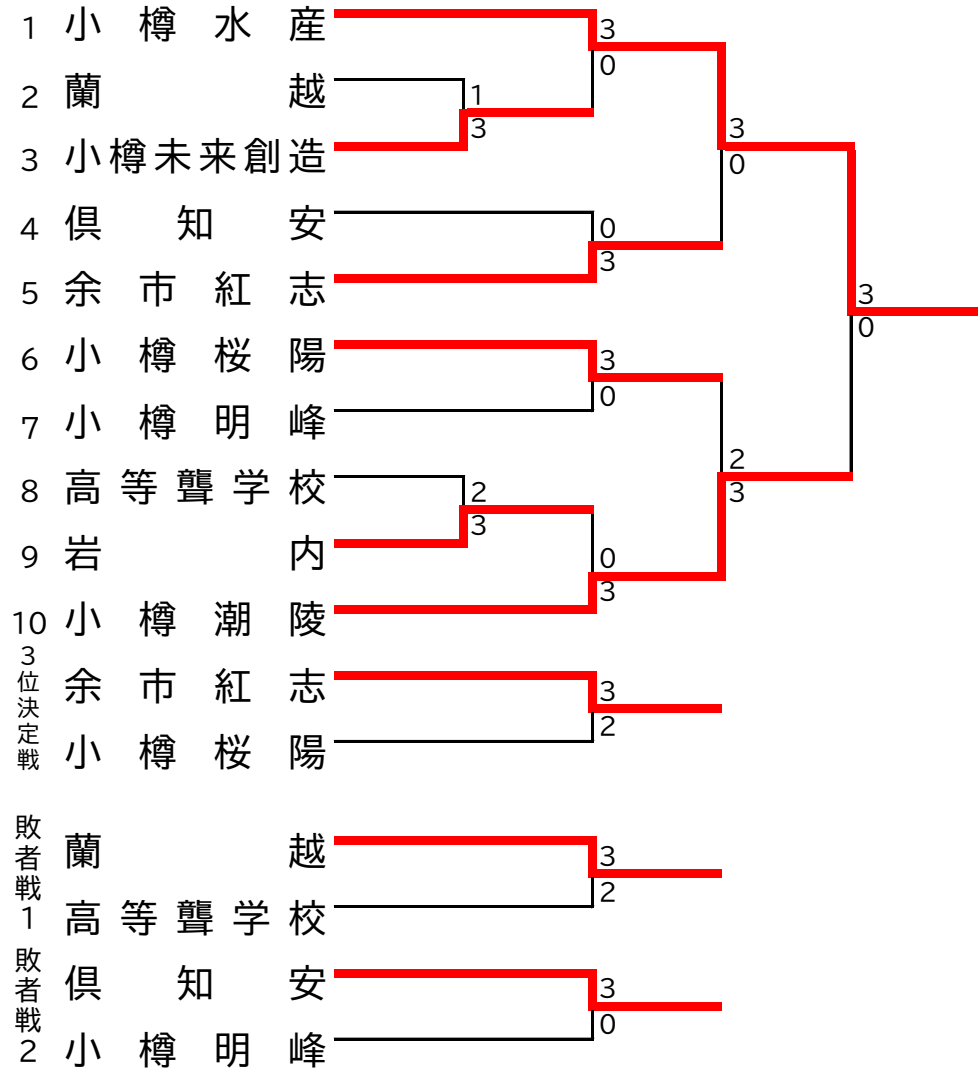 1 小樽水産
2 蘭越
3 小樽未来創造
4 倶知安
5 余市紅志
6 小樽桜陽
7 小樽明峰
8 高等聾学校
9 岩内
10 小樽潮陵
3位決定戦
余市紅志
小樽桜陽
敗者戦1
蘭越
高等聾学校
敗者戦2
倶知安
小樽明峰
1
3
2
3
3
0
0
3
3
0
0
3
3
0
2
3
3
0
3
2
3
2
3
0